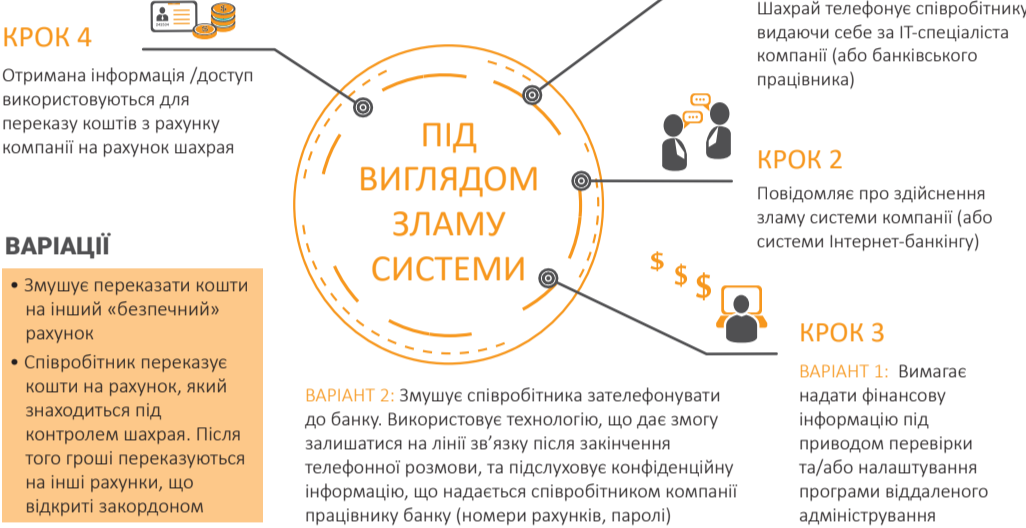 Шахрай телефонує співробітнику,
видаючи себе за ІТ-спеціаліста
компанії (або банківського
працівника)
КРОК 2
Повідомляє про здійснення
зламу системи компанії (або
системи Інтернет-банкінгу)
КРОК 3
ВАРІАНТ 1: Вимагає
надати фінансову
інформацію під
приводом перевірки
та/або налаштування
програми віддаленого
адміністрування
ВАРІАНТ 2: Змушує співробітника зателефонувати
до банку. Використовує технологію, що дає змогу
залишатися на лінії зв’язку після закінчення
телефонної розмови, та підслуховує конфіденційну
інформацію, що надається співробітником компанії
працівнику банку (номери рахунків, паролі)
КРОК 4
Отримана інформація /доступ
використовуються для
переказу коштів з рахунку
компанії на рахунок шахрая
ПІД
ВИГЛЯДОМ
ЗЛАМУ
СИСТЕМИ
ВАРІАЦІЇ
• Змушує переказати кошти
на інший «безпечний»
рахунок
• Співробітник переказує
кошти на рахунок, який
знаходиться під
контролем шахрая. Після
того гроші переказуються
на інші рахунки, що
відкриті закордоном
$ $ $